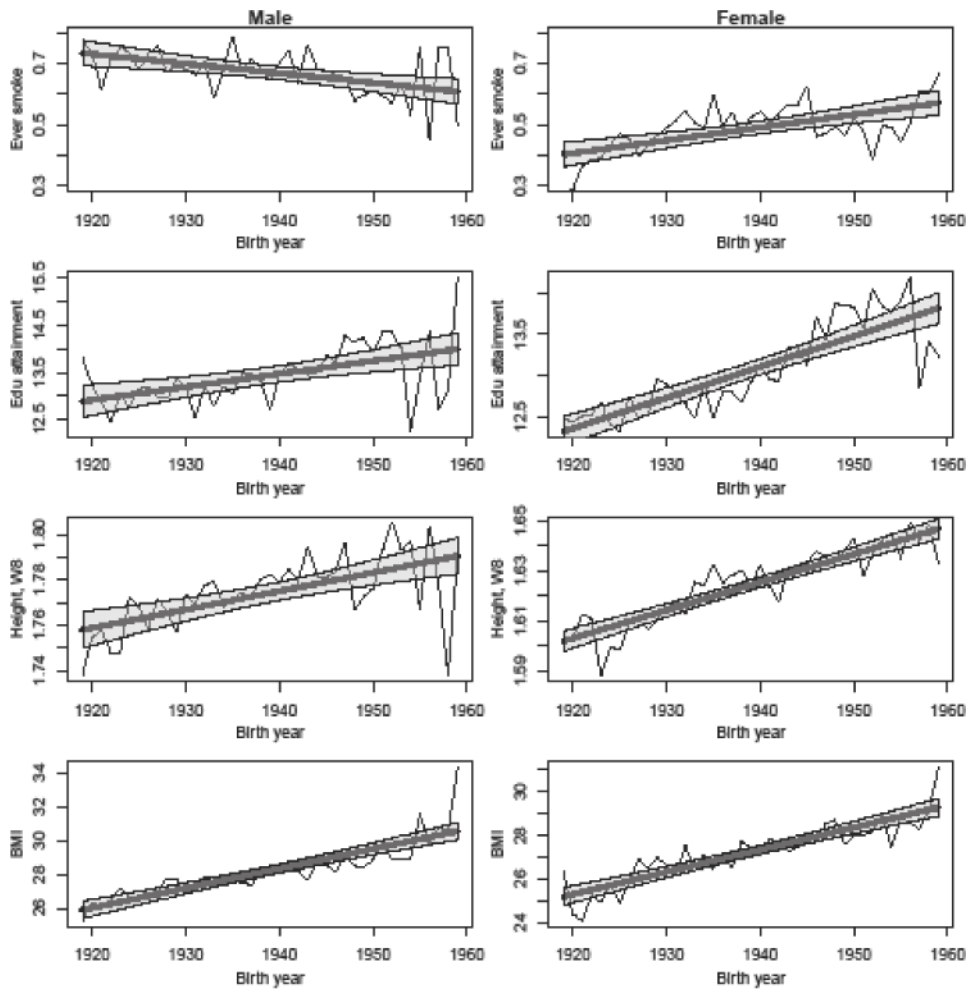 Male
Female
Ever smoke
0.3 0.5 0.7
1920 1930 1940 1950 1960
Birth year
Ever smoke
0.3 0.5 0.7
1920 1930 1940 1950 1960
Birth year
Edu attainment
12.5 13.5 14.5 15.5
1920 1930 1940 1950 1960
Birth year
Edu attainment
12.5 13.5
1920 1930 1940 1950 1960
Birth year
Height, W8
1.74 1.76 1.78 1.80
1920 1930 1940 1950 1960
Birth year
Height, W8
1.59 1.61 1.63 1.65
1920 1930 1940 1950 1960
Birth year
BMI
26 28 30 32 34
1920 1930 1940 1950 1960
Birth year
BMI
24 26 28 30
1920 1930 1940 1950 1960
Birth year